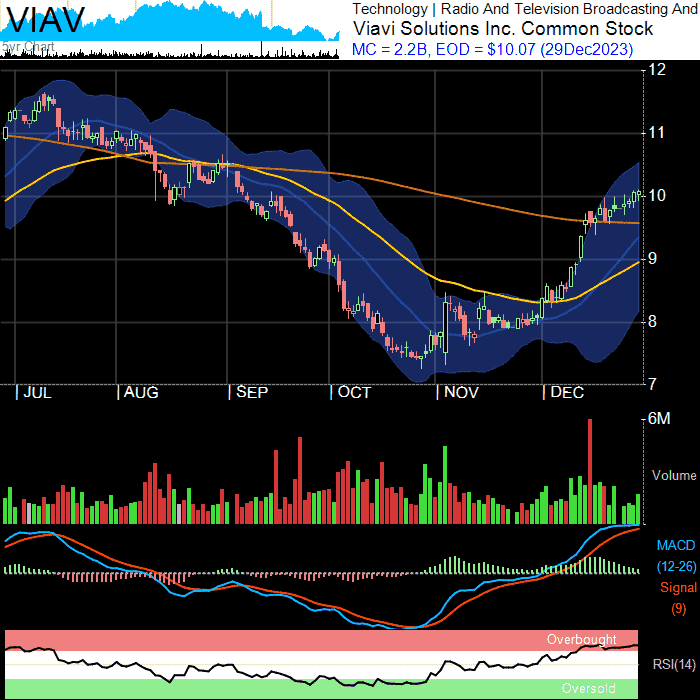 VIAV
5yr Chart
Technology | Radio And Television Broadcasting And
Viavi Solutions Inc. Common Stock
MC = 2.2B, EOD = $10.07 (29Dec2023)
12
11
10
9
8
7
JUL AUG SEP OCT NOV DEC
6M
Volume
MACD
(12-26)
Signal
(9)
Overbought
RSI(14)
Oversold